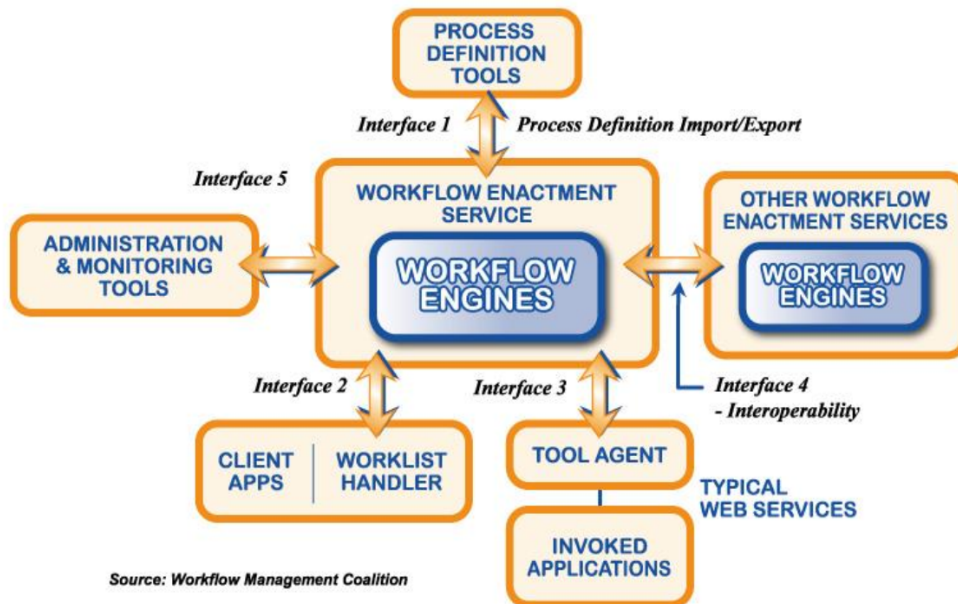 PROCESS
DEFINITION
TOOLS
Interface 1
Process Definition Import/Export
Interface 5
WORKFLOW ENACTMENT
SERVICE
WORKFLOW
ENGINES
OTHER WORKFLOW
ENACTMENT SERVICES
WORKFLOW
ENGINES
ADMINISTRATION
& MONITORING
TOOLS
Interface 2
Interface 3
Interface 4
- Interoperability
CLIENT
APPS
WORKLIST
HANDLER
TOOL AGENT
TYPICAL
WEB SERVICES
INVOKED
APPLICATIONS
Source: Workflow Management Coalition